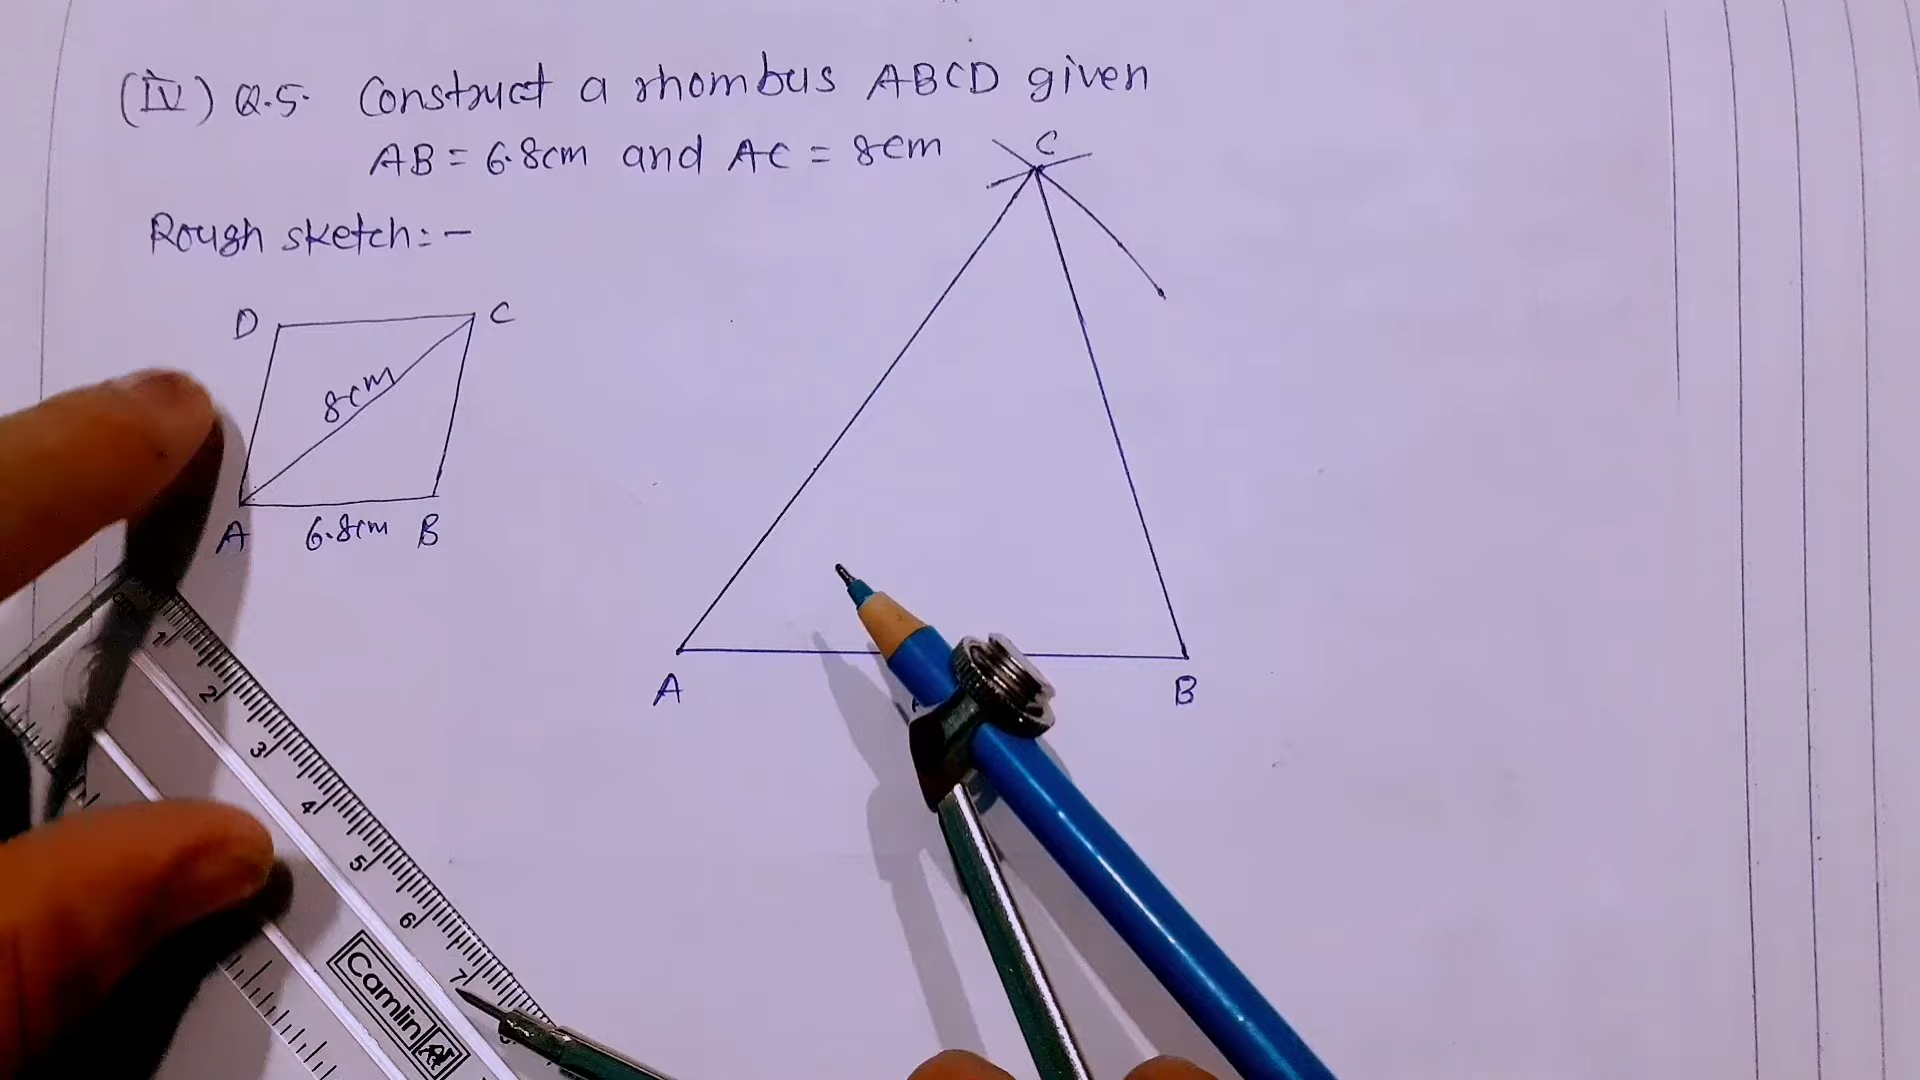 (iv) Q.5. Construct a rhombus ABCD given
AB = 6.8cm and AC = 8cm
Rough sketch:-
D
C
8cm
A
6.8cm
B
C
A
B
1
2
3
4
5
6
7
Camlin